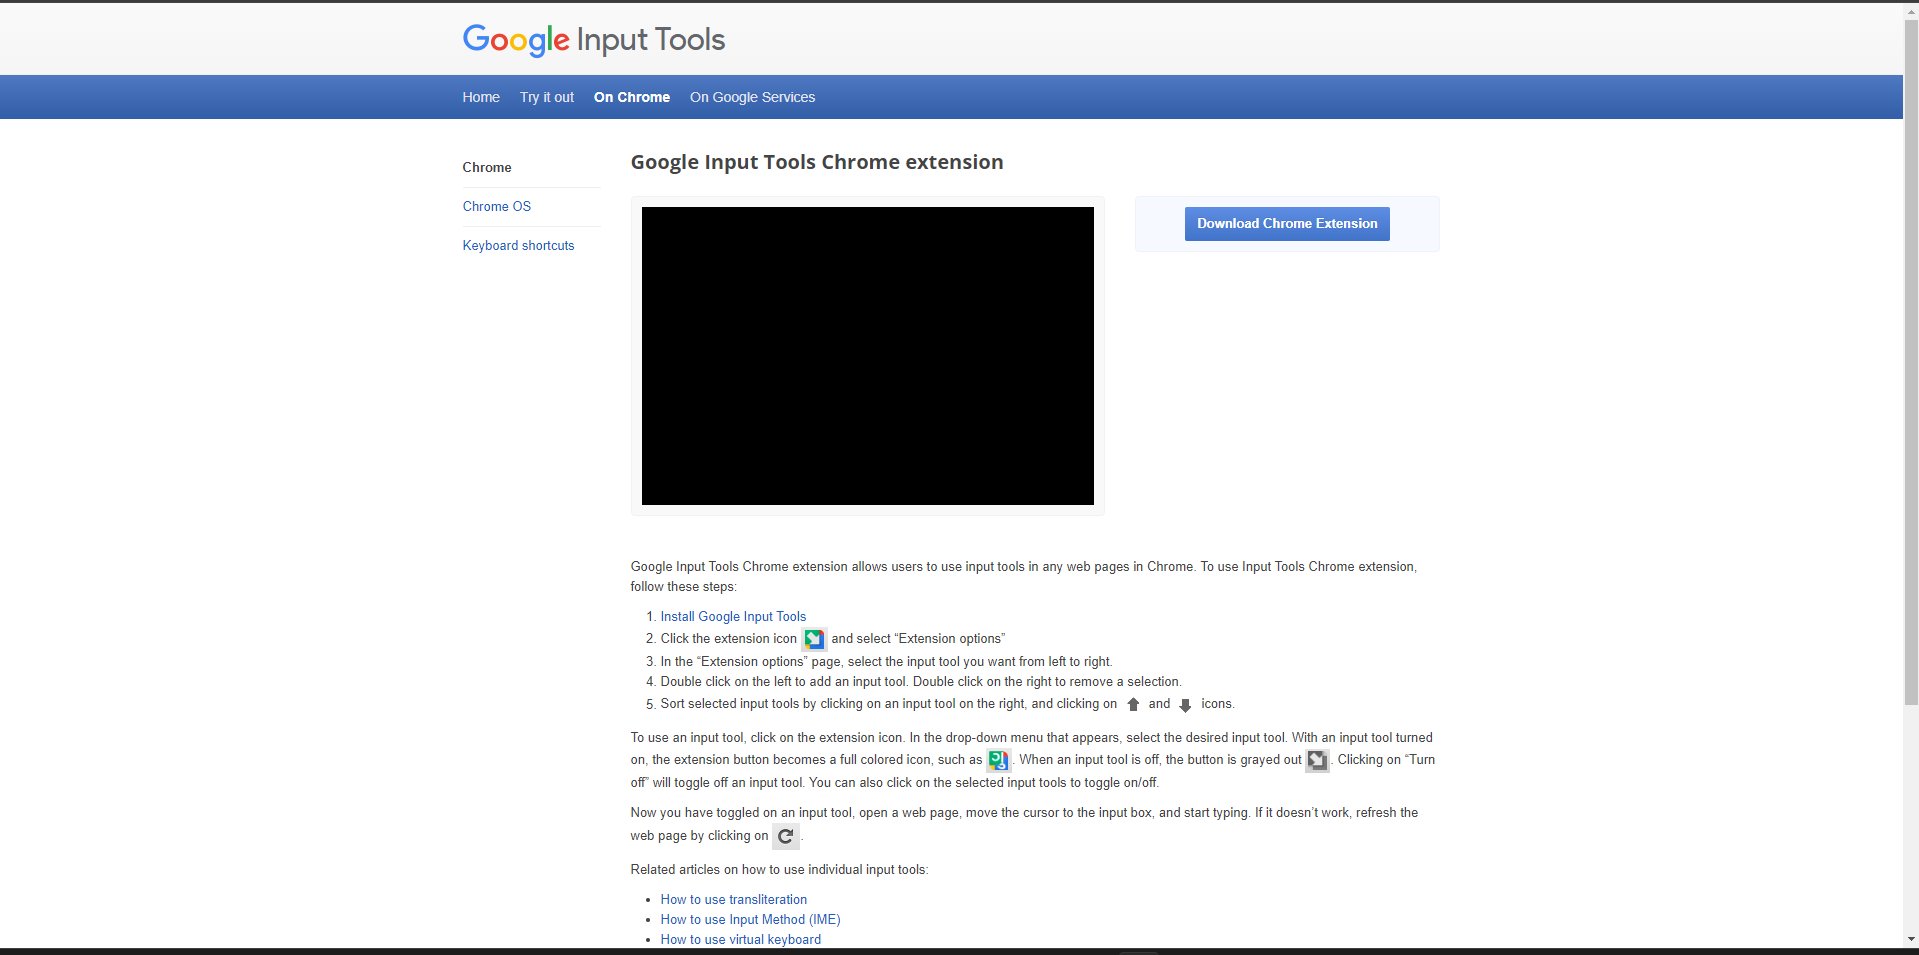 Google Input Tools
Home Try it out On Chrome On Google Services
Chrome
Chrome OS
Keyboard shortcuts
Google Input Tools Chrome extension
Download Chrome Extension
Google Input Tools Chrome extension allows users to use input tools in any web pages in Chrome. To use Input Tools Chrome extension,
follow these steps:
1. Install Google Input Tools
2. Click the extension icon and select “Extension options”
3. In the “Extension options” page, select the input tool you want from left to right.
4. Double click on the left to add an input tool. Double click on the right to remove a selection.
5. Sort selected input tools by clicking on an input tool on the right, and clicking on and icons.
To use an input tool, click on the extension icon. In the drop-down menu that appears, select the desired input tool. With an input tool turned
on, the extension button becomes a full colored icon, such as . When an input tool is off, the button is grayed out . Clicking on “Turn
off” will toggle off an input tool. You can also click on the selected input tools to toggle on/off.
Now you have toggled on an input tool, open a web page, move the cursor to the input box, and start typing. If it doesn’t work, refresh the
web page by clicking on .
Related articles on how to use individual input tools:
• How to use transliteration
• How to use Input Method (IME)
• How to use virtual keyboard